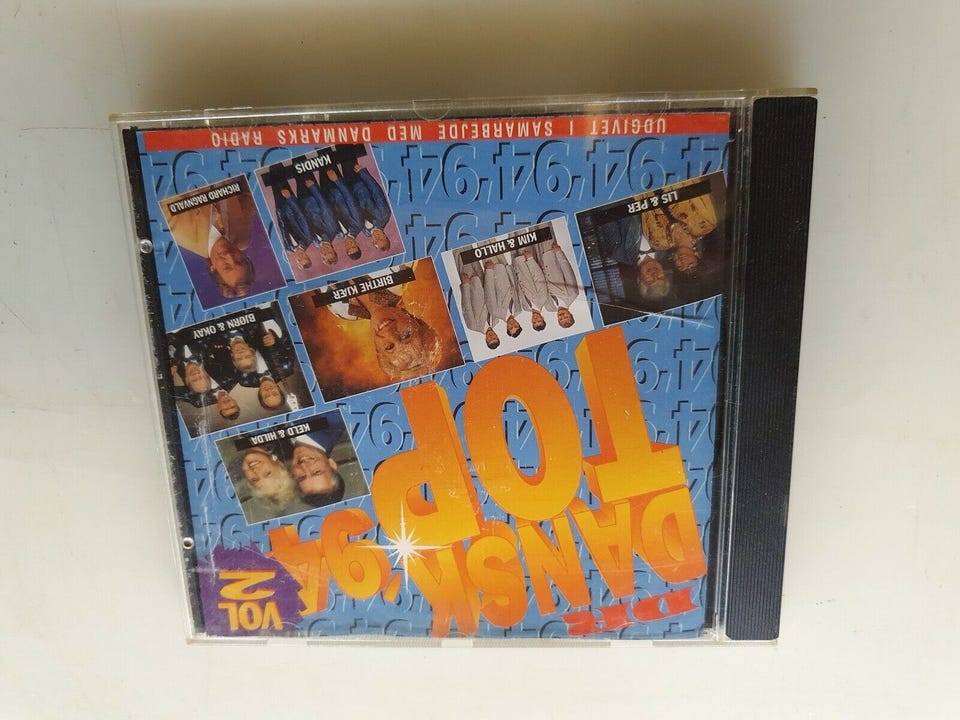 DR
DANSK
TOP
'94
VOL
2
KELD & HILDA
BJØRN & OKAY
BIRTHE KJÆR
KIM & HALLO
LIS & PER
KANDIS
RICHARD RAGNVALD
UDGIVET I SAMARBEJDE MED DANMARKS RADIO